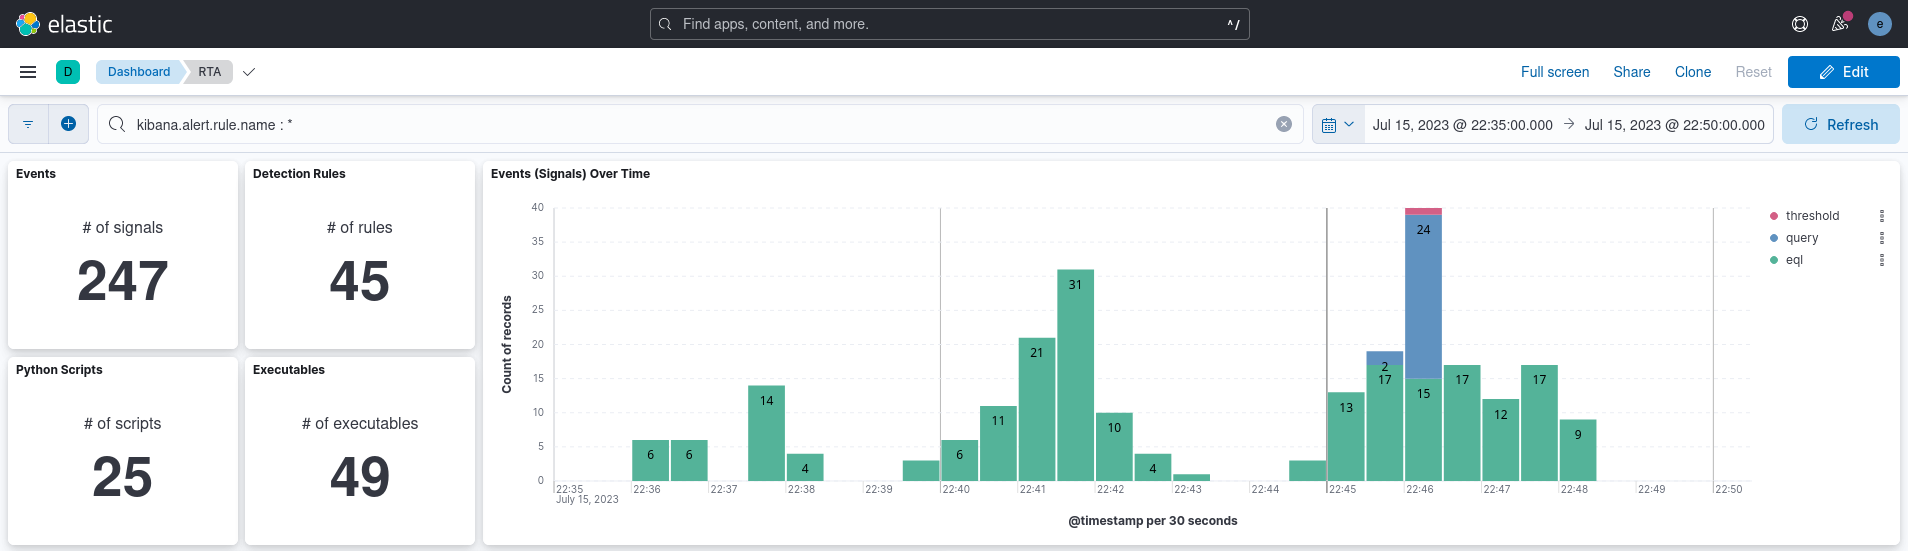 elastic
Find apps, content, and more.
^/
e
D
Dashboard
RTA
Full screen
Share
Clone
Reset
Edit
kibana.alert.rule.name : *
Jul 15, 2023 @ 22:35:00.000 → Jul 15, 2023 @ 22:50:00.000
Refresh
Events
# of signals
247
Detection Rules
# of rules
45
Python Scripts
# of scripts
25
Executables
# of executables
49
Events (Signals) Over Time
Count of records
40
35
30
25
20
15
10
5
0
6
6
14
4
6
11
21
31
10
4
13
2
17
24
15
17
12
17
9
22:35
July 15, 2023
22:36
22:37
22:38
22:39
22:40
22:41
22:42
22:43
22:44
22:45
22:46
22:47
22:48
22:49
22:50
@timestamp per 30 seconds
threshold
query
eql